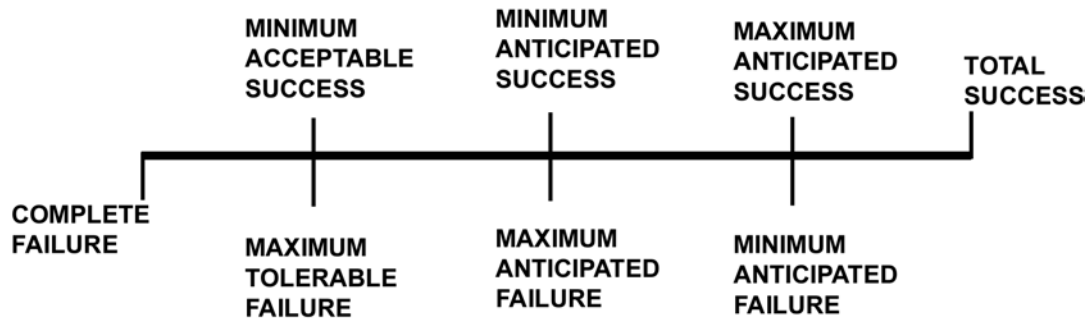 MINIMUM
ACCEPTABLE
SUCCESS
MINIMUM
ANTICIPATED
SUCCESS
MAXIMUM
ANTICIPATED
SUCCESS
TOTAL
SUCCESS
COMPLETE
FAILURE
MAXIMUM
TOLERABLE
FAILURE
MAXIMUM
ANTICIPATED
FAILURE
MINIMUM
ANTICIPATED
FAILURE